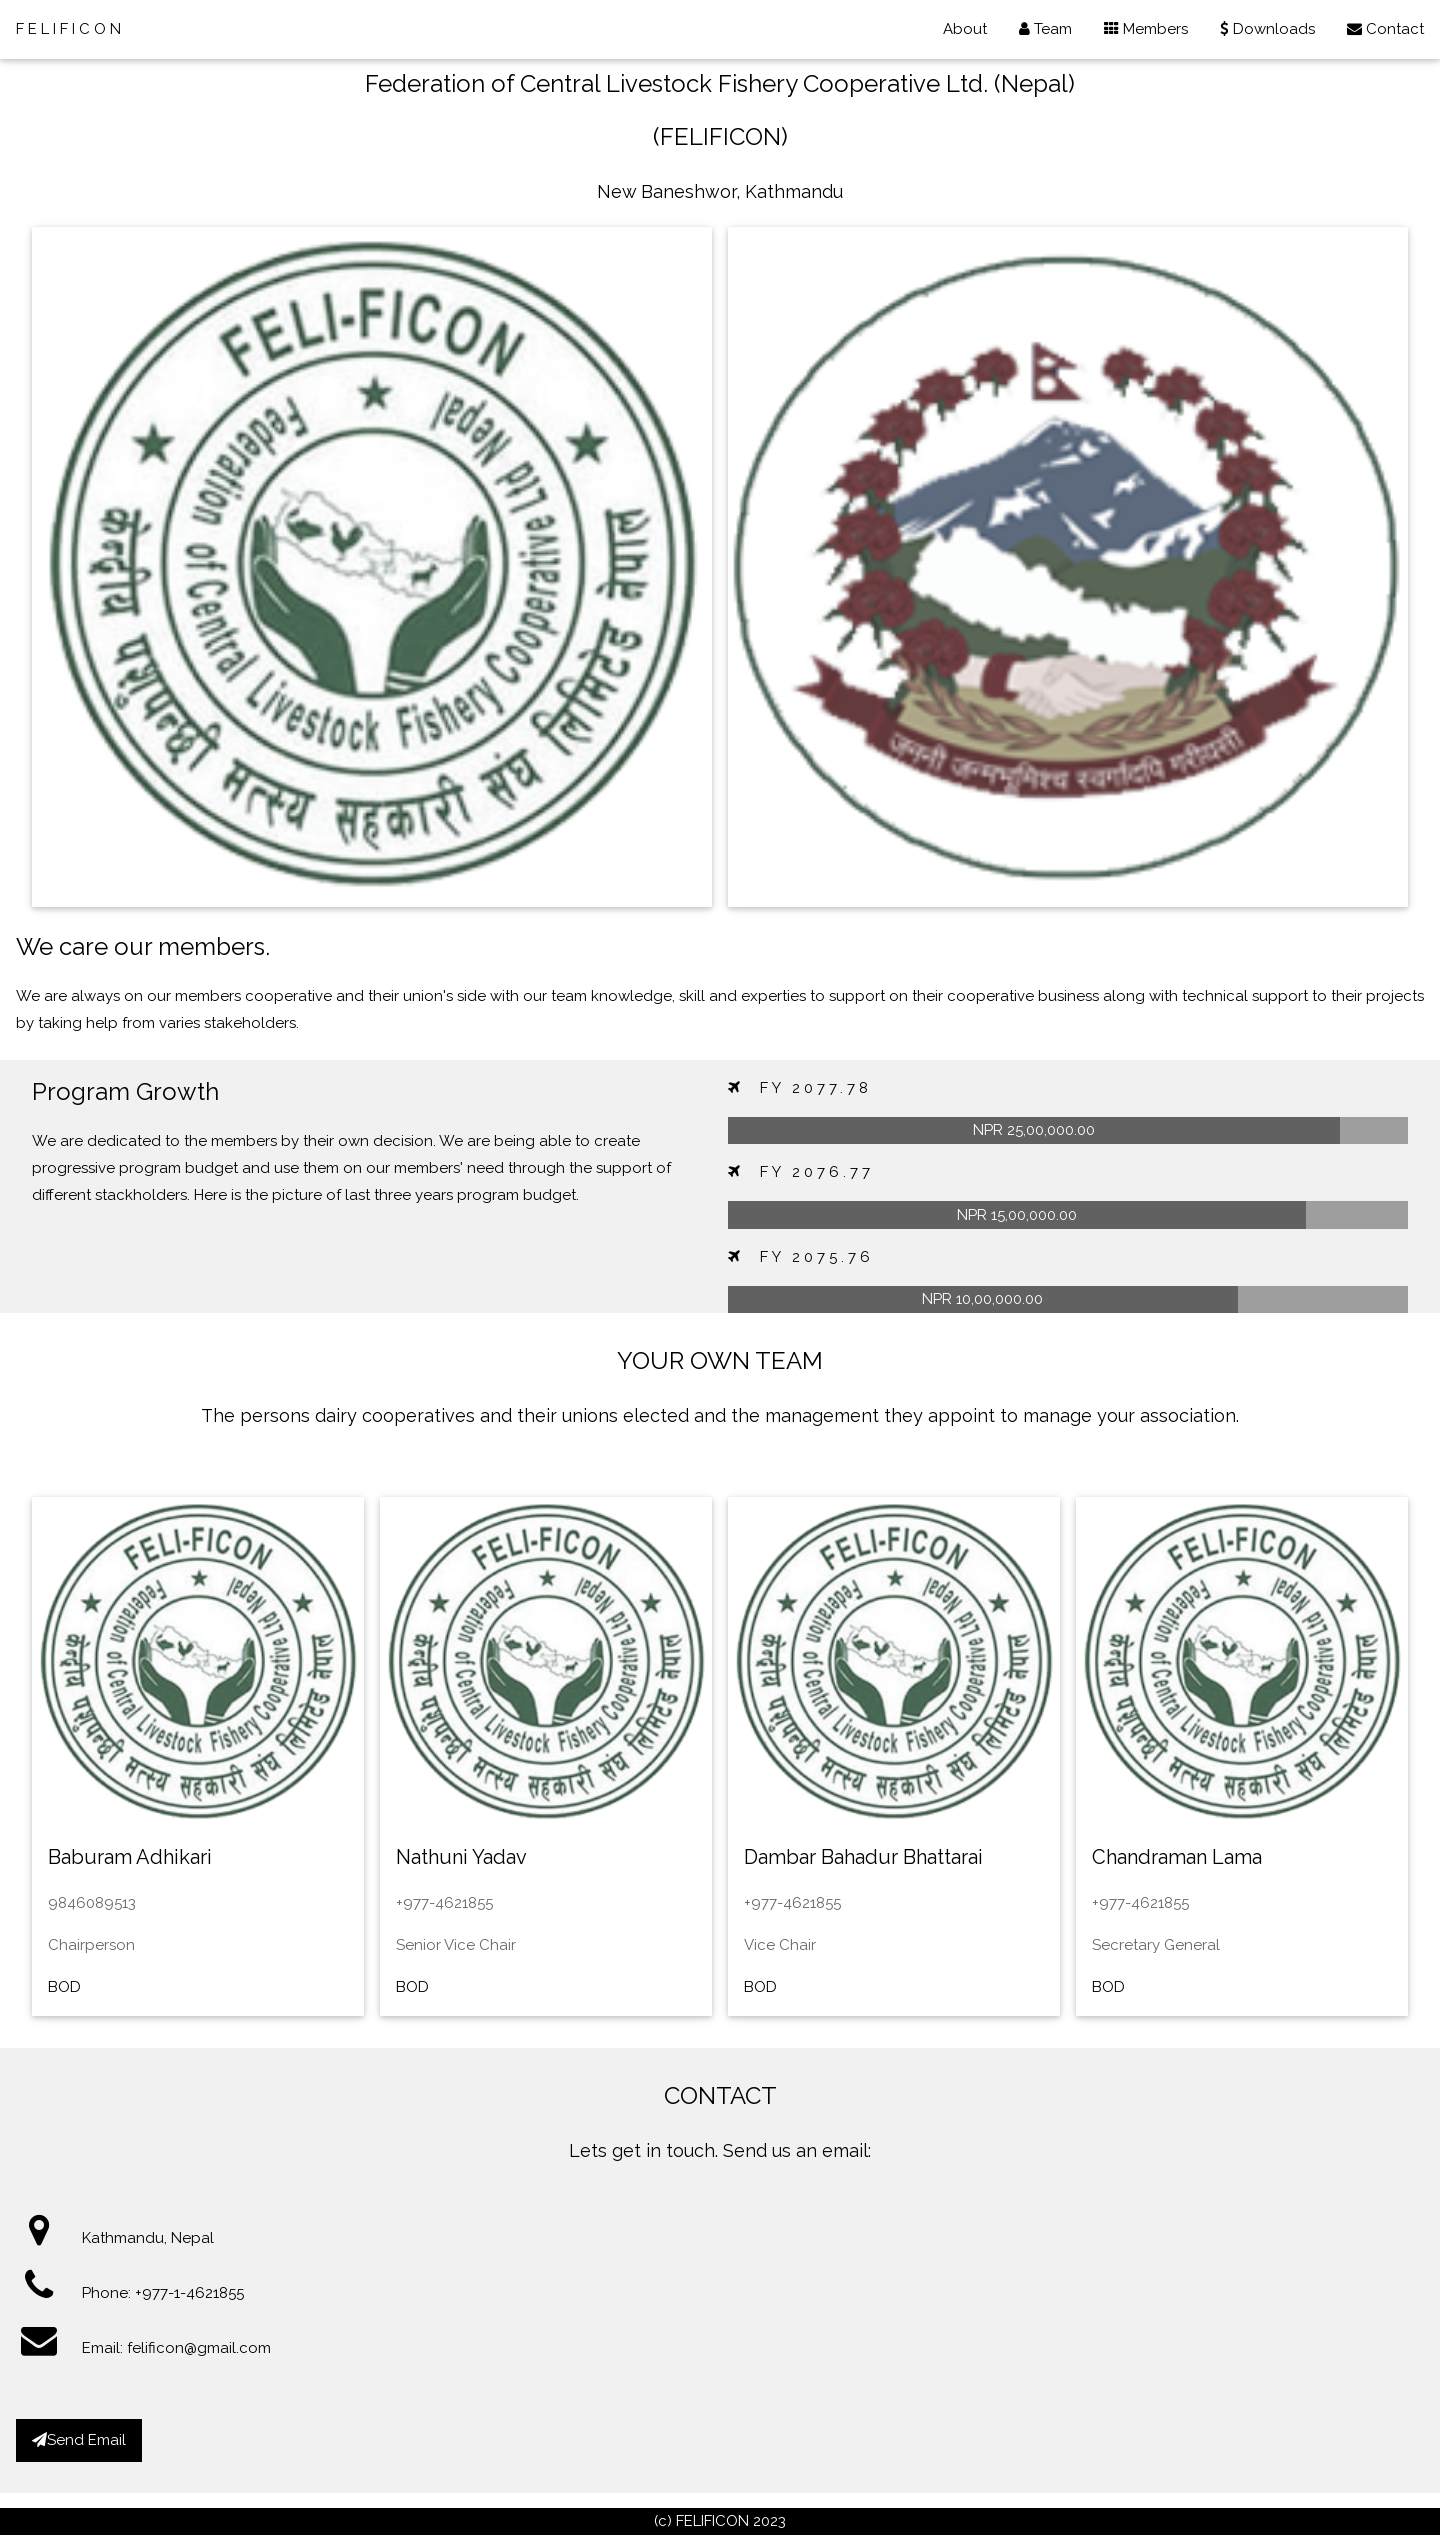 FELIFICON
About Team Members Downloads Contact
Federation of Central Livestock Fishery Cooperative Ltd. (Nepal)
(FELIFICON)
New Baneshwor, Kathmandu
FELI-FICON
Federation of Central Livestock Fishery Cooperative Ltd Nepal
केन्द्रीय पशुपन्छी मत्स्य सहकारी संघ लिमिटेड नेपाल
जननी जन्मभूमिश्च स्वर्गादपि गरीयसी
We care our members.
We are always on our members cooperative and their union's side with our team knowledge, skill and experties to support on their cooperative business along with technical support to their projects
by taking help from varies stakeholders.
Program Growth
We are dedicated to the members by their own decision. We are being able to create
progressive program budget and use them on our members' need through the support of
different stackholders. Here is the picture of last three years program budget.
FY 2077.78
NPR 25,00,000.00
FY 2076.77
NPR 15,00,000.00
FY 2075.76
NPR 10,00,000.00
YOUR OWN TEAM
The persons dairy cooperatives and their unions elected and the management they appoint to manage your association.
FELI-FICON
Federation of Central Livestock Fishery Cooperative Ltd Nepal
केन्द्रीय पशुपन्छी मत्स्य सहकारी संघ लिमिटेड नेपाल
Baburam Adhikari
9846089513
Chairperson
BOD
FELI-FICON
Federation of Central Livestock Fishery Cooperative Ltd Nepal
केन्द्रीय पशुपन्छी मत्स्य सहकारी संघ लिमिटेड नेपाल
Nathuni Yadav
+977-4621855
Senior Vice Chair
BOD
FELI-FICON
Federation of Central Livestock Fishery Cooperative Ltd Nepal
केन्द्रीय पशुपन्छी मत्स्य सहकारी संघ लिमिटेड नेपाल
Dambar Bahadur Bhattarai
+977-4621855
Vice Chair
BOD
FELI-FICON
Federation of Central Livestock Fishery Cooperative Ltd Nepal
केन्द्रीय पशुपन्छी मत्स्य सहकारी संघ लिमिटेड नेपाल
Chandraman Lama
+977-4621855
Secretary General
BOD
CONTACT
Lets get in touch. Send us an email:
Kathmandu, Nepal
Phone: +977-1-4621855
Email: felificon@gmail.com
Send Email
(c) FELIFICON 2023